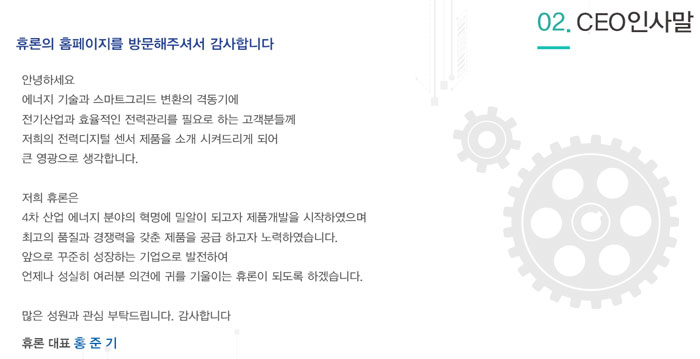 02. CEO인사말
휴론의 홈페이지를 방문해주셔서 감사합니다
안녕하세요
에너지 기술과 스마트그리드 변환의 격동기에
전기산업과 효율적인 전력관리를 필요로 하는 고객분들께
저희의 전력디지털 센서 제품을 소개 시켜드리게 되어
큰 영광으로 생각합니다.
저희 휴론은
4차 산업 에너지 분야의 혁명에 밀알이 되고자 제품개발을 시작하였으며
최고의 품질과 경쟁력을 갖춘 제품을 공급 하고자 노력하였습니다.
앞으로 꾸준히 성장하는 기업으로 발전하여
언제나 성실히 여러분 의견에 귀를 기울이는 휴론이 되도록 하겠습니다.
많은 성원과 관심 부탁드립니다. 감사합니다
휴론 대표 홍 준 기